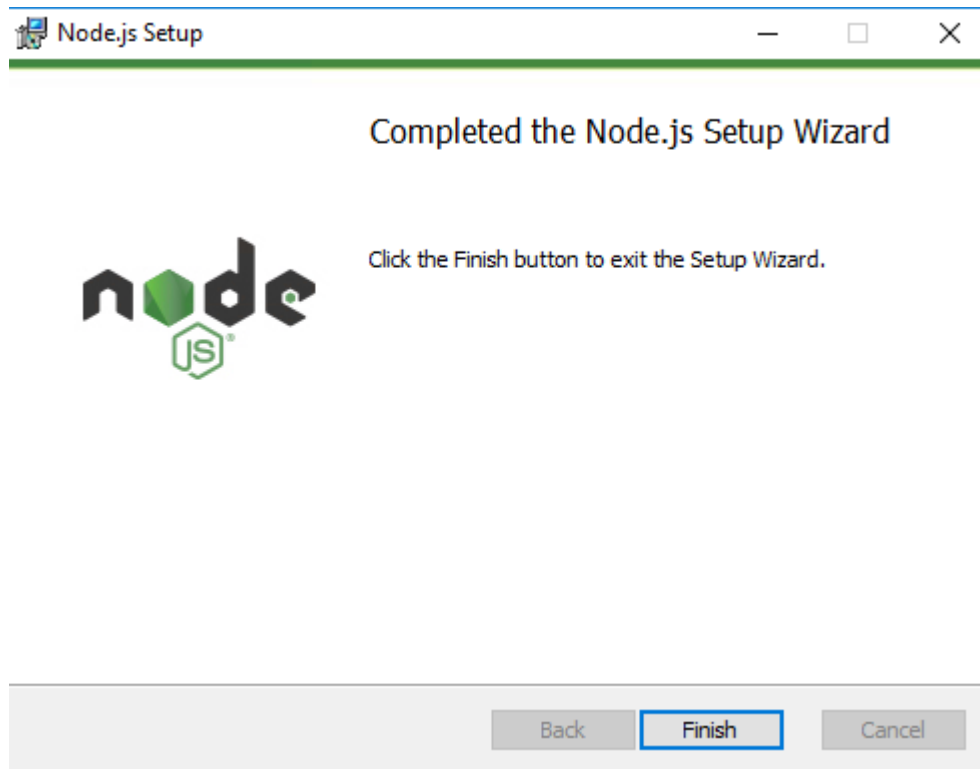 Node.js Setup
Completed the Node.js Setup Wizard
Click the Finish button to exit the Setup Wizard.
node
JS®
Back Finish Cancel